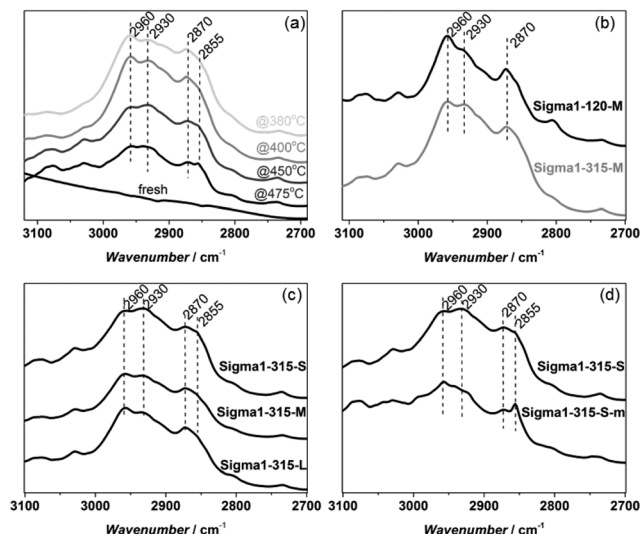 (a)
2960
2930
2870
2855
@380°C
@400°C
@450°C
@475°C
fresh
3100 3000 2900 2800 2700
Wavenumber / cm-1
(b)
2960
2930
2870
Sigma1-120-M
Sigma1-315-M
3100 3000 2900 2800 2700
Wavenumber / cm-1
(c)
2960
2930
2870
2855
Sigma1-315-S
Sigma1-315-M
Sigma1-315-L
3100 3000 2900 2800 2700
Wavenumber / cm-1
(d)
2960
2930
2870
2855
Sigma1-315-S
Sigma1-315-S-m
3100 3000 2900 2800 2700
Wavenumber / cm-1